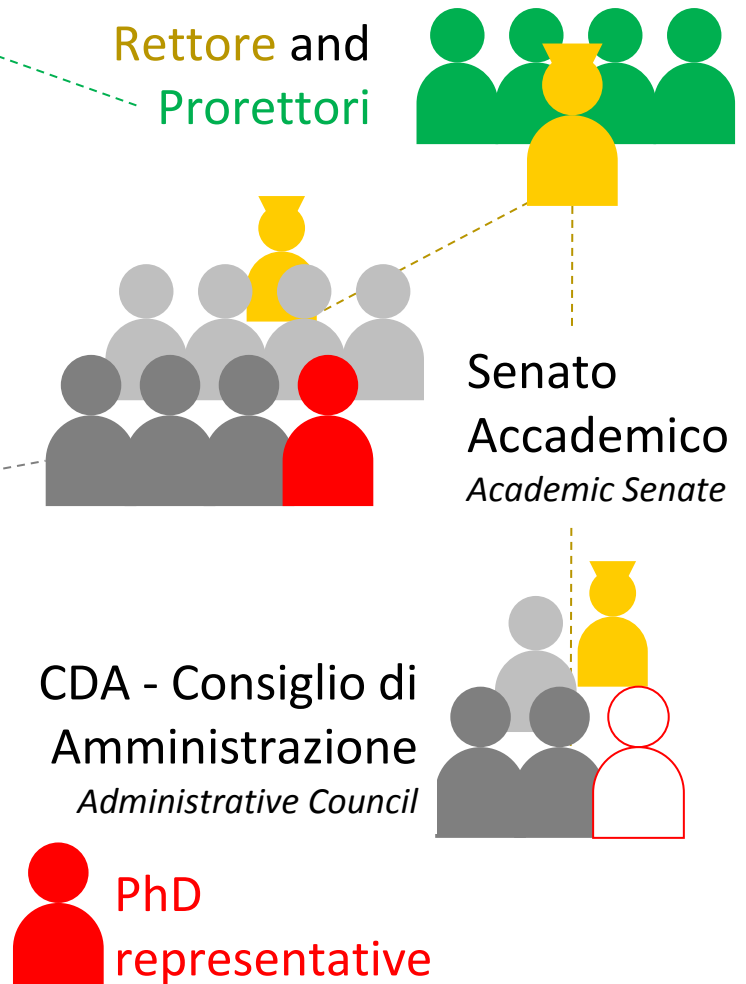 Rettore and
Prorettori
Senato
Accademico
Academic Senate
CDA - Consiglio di
Amministrazione
Administrative Council
PhD
representative